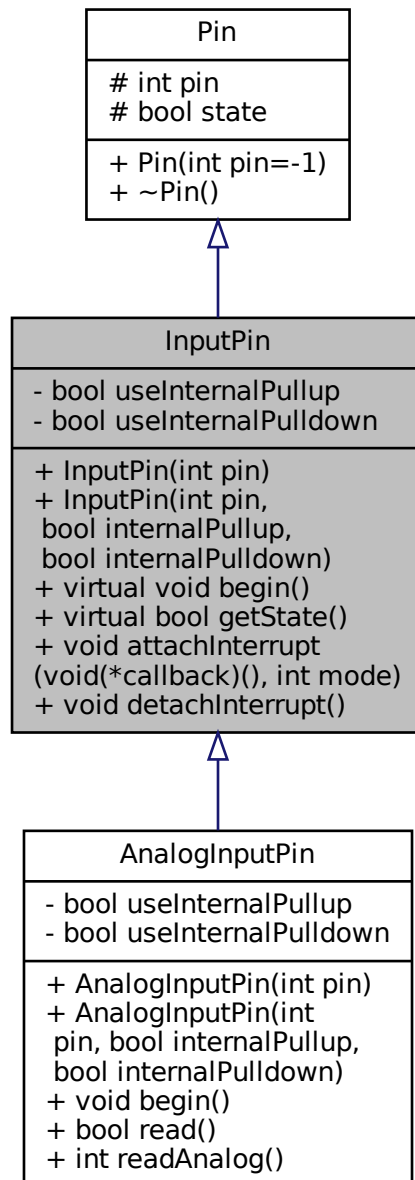 Pin
# int pin
# bool state
+ Pin(int pin=-1)
+ ~Pin()
InputPin
- bool useInternalPullup
- bool useInternalPulldown
+ InputPin(int pin)
+ InputPin(int pin,
bool internalPullup,
bool internalPulldown)
+ virtual void begin()
+ virtual bool getState()
+ void attachInterrupt
(void(*callback)(), int mode)
+ void detachInterrupt()
AnalogInputPin
- bool useInternalPullup
- bool useInternalPulldown
+ AnalogInputPin(int pin)
+ AnalogInputPin(int
pin, bool internalPullup,
bool internalPulldown)
+ void begin()
+ bool read()
+ int readAnalog()